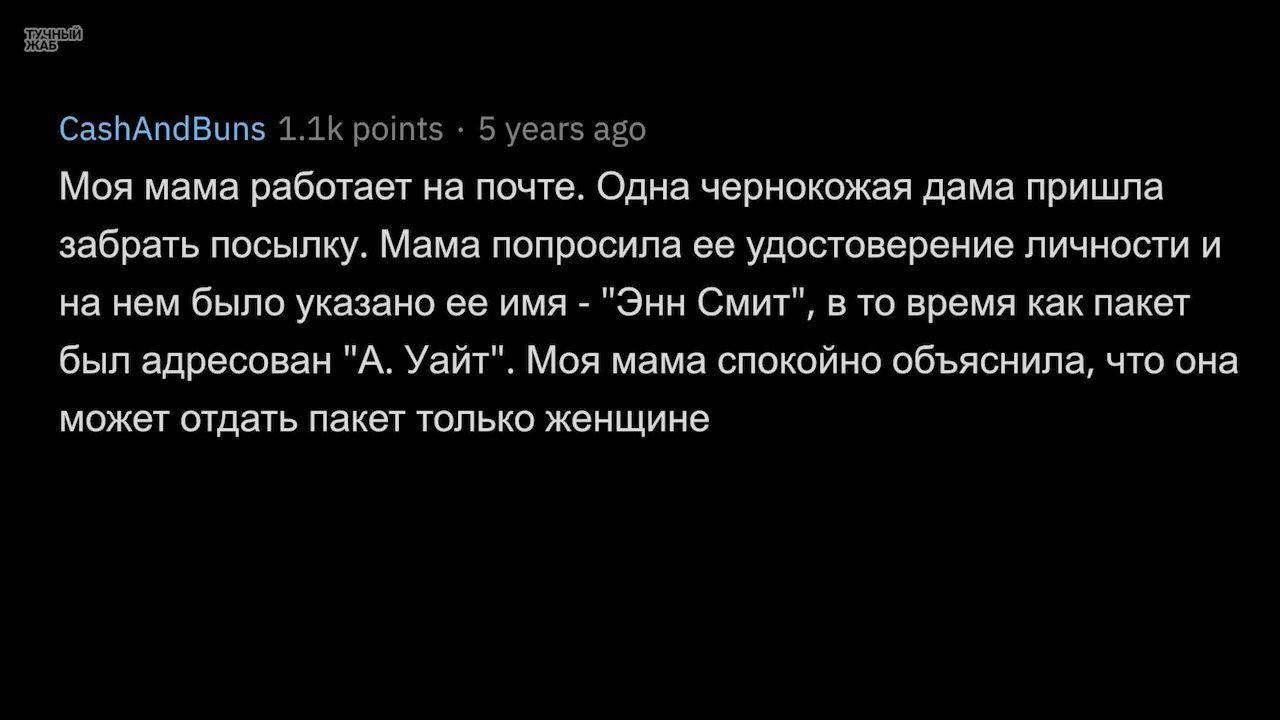 ТУЧНЫЙ
ЖАБ
CashAndBuns 1.1k points · 5 years ago
Моя мама работает на почте. Одна чернокожая дама пришла
забрать посылку. Мама попросила ее удостоверение личности и
на нем было указано ее имя - "Энн Смит", в то время как пакет
был адресован "А. Уайт". Моя мама спокойно объяснила, что она
может отдать пакет только женщине